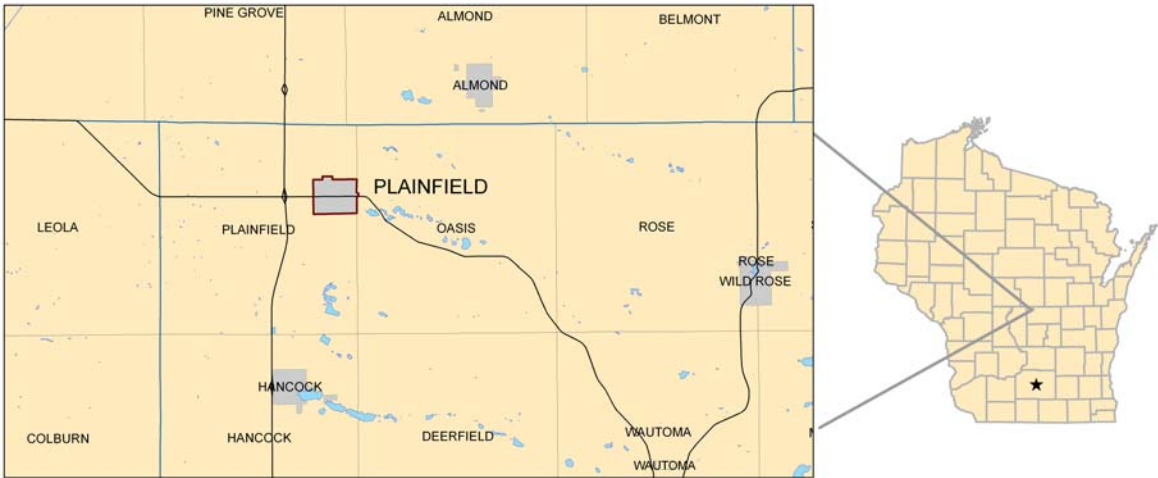 PINE GROVE
ALMOND
BELMONT
ALMOND
PLAINFIELD
LEOLA
PLAINFIELD
OASIS
ROSE
ROSE
WILD ROSE
HANCOCK
COLBURN
HANCOCK
DEERFIELD
WAUTOMA
WAUTOMA